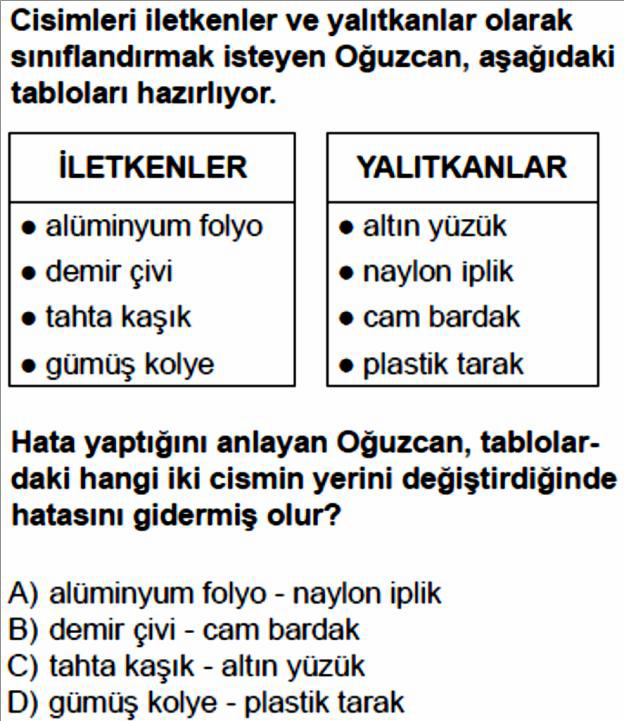 Cisimleri iletkenler ve yalıtkanlar olarak
sınıflandırmak isteyen Oğuzcan, aşağıdaki
tabloları hazırlıyor.
İLETKENLER
● alüminyum folyo
● demir çivi
● tahta kaşık
● gümüş kolye
YALITKANLAR
● altın yüzük
● naylon iplik
● cam bardak
● plastik tarak
Hata yaptığını anlayan Oğuzcan, tablolar-
daki hangi iki cismin yerini değiştirdiğinde
hatasını gidermiş olur?
A) alüminyum folyo - naylon iplik
B) demir çivi - cam bardak
C) tahta kaşık - altın yüzük
D) gümüş kolye - plastik tarak